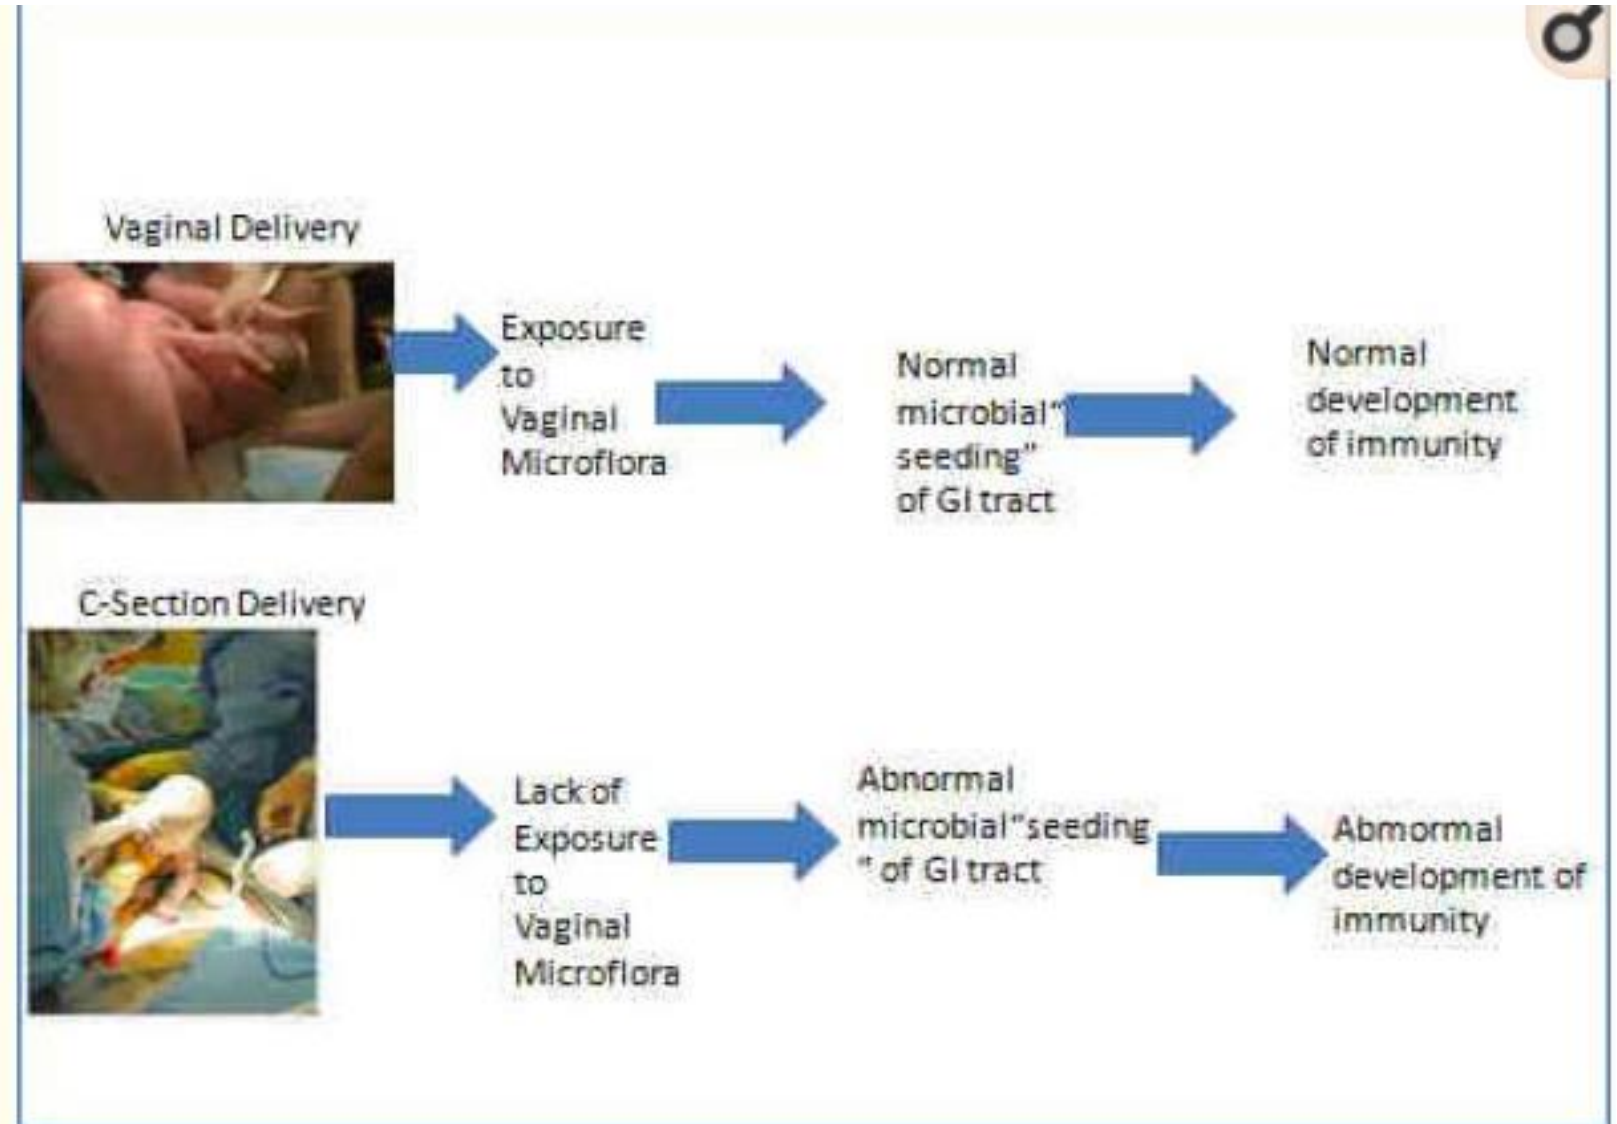 Vaginal Delivery
Exposure
to
Vaginal
Microflora
Normal
microbial"
seeding"
of GI tract
Normal
development
of immunity
C-Section Delivery
Lack of
Exposure
to
Vaginal
Microflora
Abnormal
microbial"seeding
" of GI tract
Abmormal
development of
immunity